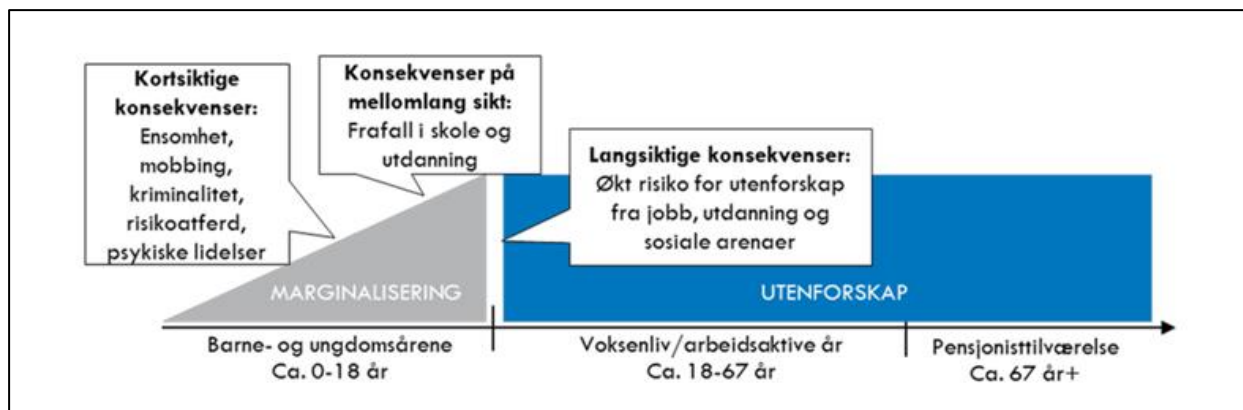 Kortsiktige
konsekvenser:
Ensomhet,
mobbing,
kriminalitet,
risikoatferd,
psykiske lidelser
Konsekvenser på
mellomlang sikt:
Frafall i skole og
utdanning
Langsiktige konsekvenser:
Økt risiko for utenforskap
fra jobb, utdanning og
sosiale arenaer
MARGINALISERING
UTENFORSKAP
Barne- og ungdomsårene
Ca. 0-18 år
Voksenliv/arbeidsaktive år
Ca. 18-67 år
Pensjonisttilværelse
Ca. 67 år+